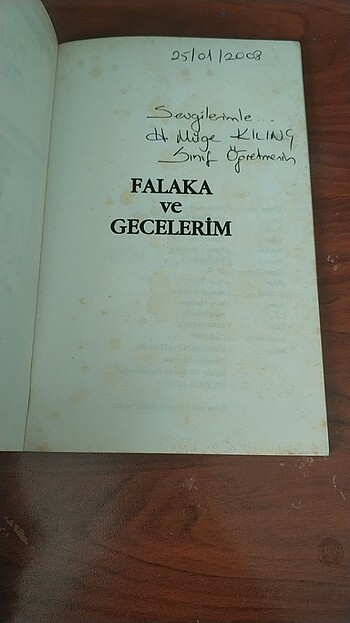 25/01/2008
Sevgilerimle...
H. Müge KILINÇ
Sınıf Öğretmenin
FALAKA
ve
GECELERİM